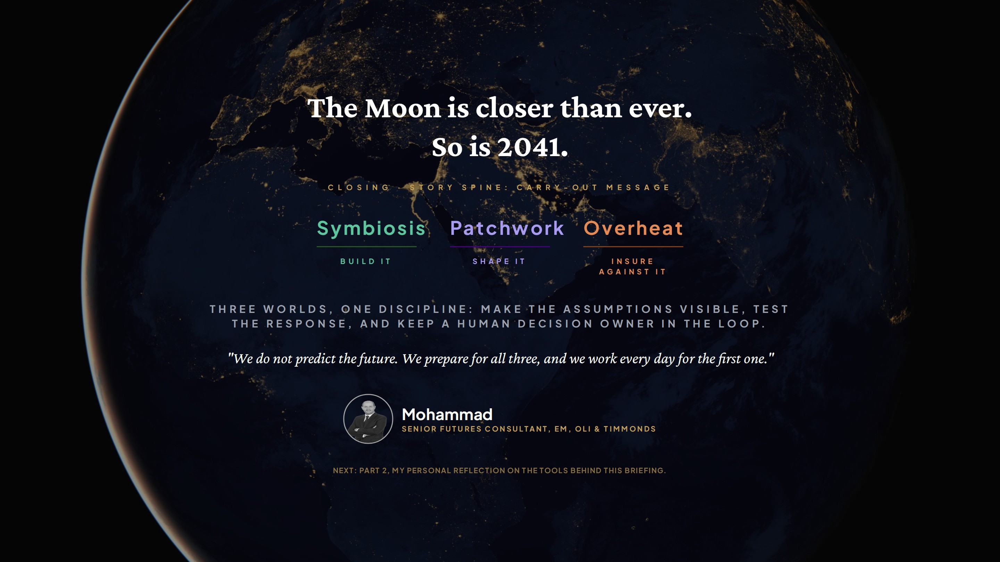 The Moon is closer than ever.
So is 2041.
CLOSING · STORY SPINE: CARRY-OUT MESSAGE
Symbiosis
BUILD IT
Patchwork
SHAPE IT
Overheat
INSURE
AGAINST IT
THREE WORLDS, ONE DISCIPLINE: MAKE THE ASSUMPTIONS VISIBLE, TEST
THE RESPONSE, AND KEEP A HUMAN DECISION OWNER IN THE LOOP.
"We do not predict the future. We prepare for all three, and we work every day for the first one."
Mohammad
SENIOR FUTURES CONSULTANT, EM, OLI & TIMMONDS
NEXT: PART 2, MY PERSONAL REFLECTION ON THE TOOLS BEHIND THIS BRIEFING.